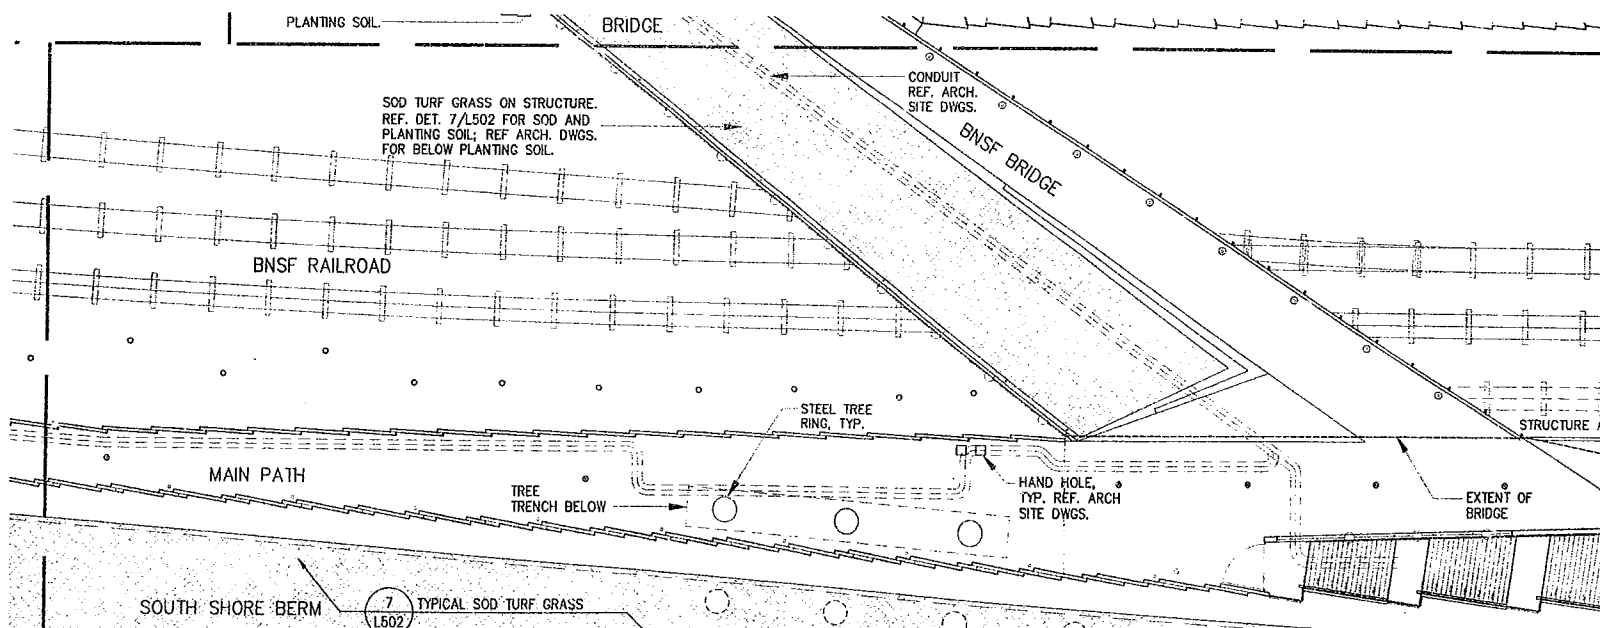 PLANTING SOIL.
BRIDGE
CONDUIT
REF. ARCH.
SITE DWGS.
SOD TURF GRASS ON STRUCTURE.
REF. DET. 7/L502 FOR SOD AND
PLANTING SOIL; REF ARCH. DWGS.
FOR BELOW PLANTING SOIL.
BNSF BRIDGE
BNSF RAILROAD
STEEL TREE
RING, TYP.
STRUCTURE A
MAIN PATH
TREE
TRENCH BELOW
HAND HOLE,
TYP. REF. ARCH
SITE DWGS.
EXTENT OF
BRIDGE
SOUTH SHORE BERM
7
L502
TYPICAL SOD TURF GRASS